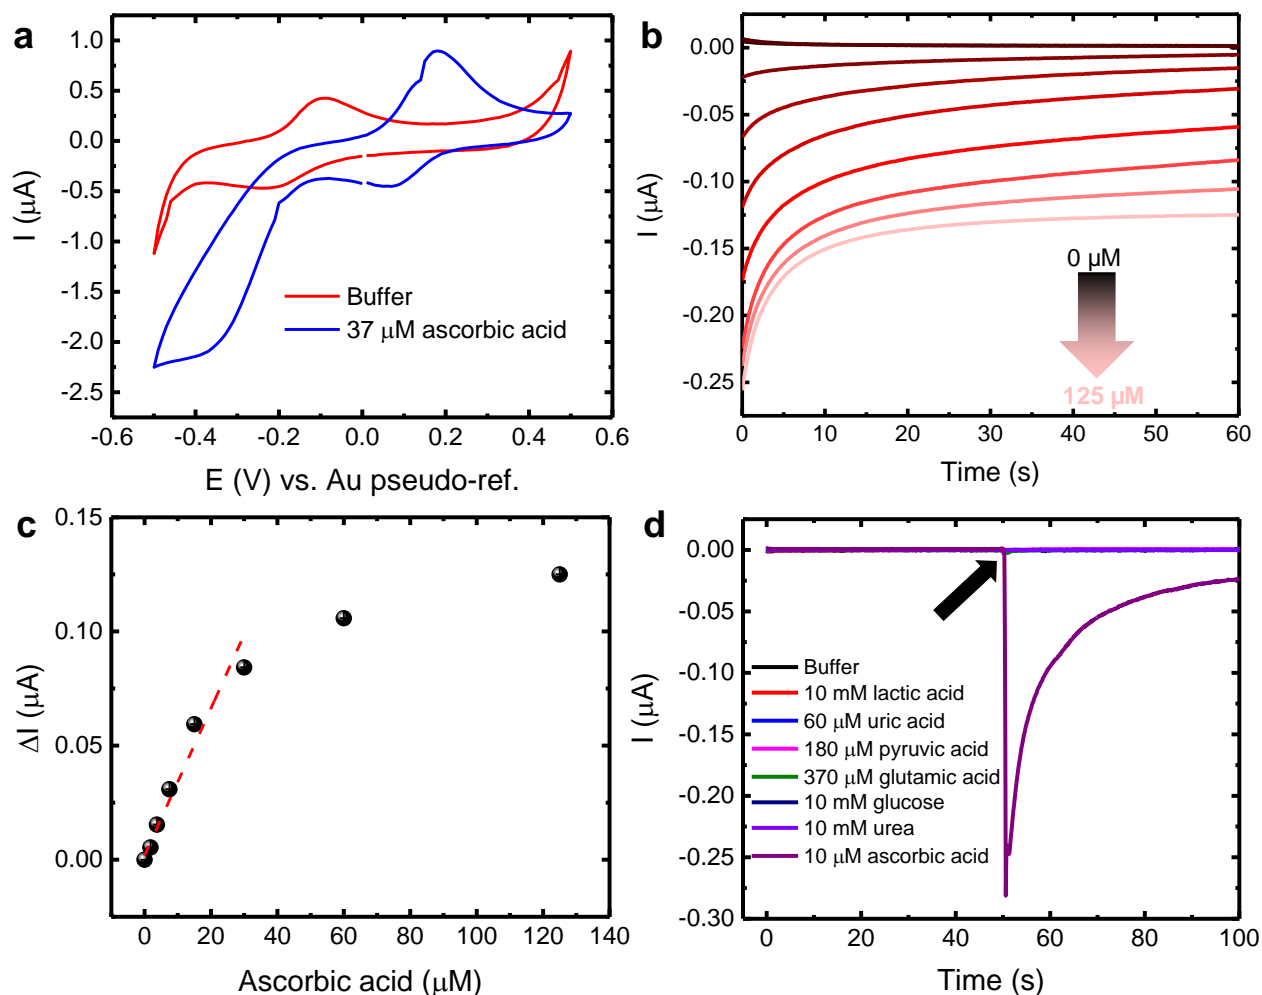 a
1.0
0.5
0.0
-0.5
-1.0
-1.5
-2.0
-2.5
I (μA)
Buffer
37 μM ascorbic acid
-0.6 -0.4 -0.2 0.0 0.2 0.4 0.6
E (V) vs. Au pseudo-ref.
b
0.00
-0.05
-0.10
-0.15
-0.20
-0.25
I (μA)
0 μM
125 μM
0 10 20 30 40 50 60
Time (s)
c
0.15
0.10
0.05
0.00
ΔI (μA)
0 20 40 60 80 100 120 140
Ascorbic acid (μM)
d
0.00
-0.05
-0.10
-0.15
-0.20
-0.25
-0.30
I (μA)
Buffer
10 mM lactic acid
60 μM uric acid
180 μM pyruvic acid
370 μM glutamic acid
10 mM glucose
10 mM urea
10 μM ascorbic acid
0 20 40 60 80 100
Time (s)